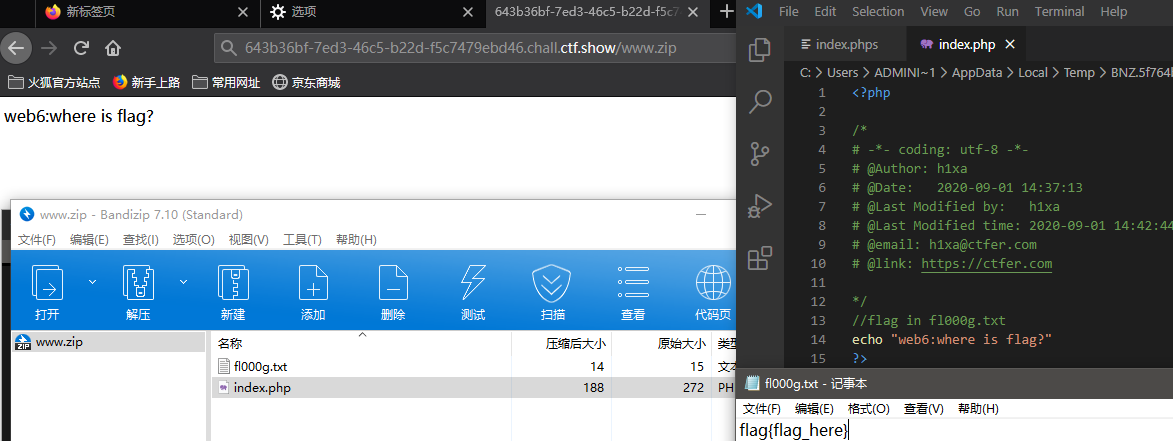 新标签页
选项
643b36bf-7ed3-46c5-b22d-f5c7
643b36bf-7ed3-46c5-b22d-f5c7479ebd46.chall.ctf.show/www.zip
火狐官方站点 新手上路 常用网址 京东商城
web6:where is flag?
www.zip - Bandizip 7.10 (Standard)
文件(F) 编辑(E) 查找(I) 选项(O) 视图(V) 工具(T) 帮助(H)
打开 解压 新建 添加 删除 测试 扫描 查看 代码页
www.zip
名称 压缩后大小 原始大小 类型
fl000g.txt 14 15 文本
index.php 188 272 PH
File Edit Selection View Go Run Terminal Help
index.phps index.php
C: > Users > ADMINI~1 > AppData > Local > Temp > BNZ.5f764
1 <?php
2
3 /*
4 # -*- coding: utf-8 -*-
5 # @Author: h1xa
6 # @Date:   2020-09-01 14:37:13
7 # @Last Modified by:   h1xa
8 # @Last Modified time: 2020-09-01 14:42:44
9 # @email: h1xa@ctfer.com
10 # @link: https://ctfer.com
11
12 */
13 //flag in fl000g.txt
14 echo "web6:where is flag?"
15 ?>
fl000g.txt - 记事本
文件(F) 编辑(E) 格式(O) 查看(V) 帮助(H)
flag{flag_here}